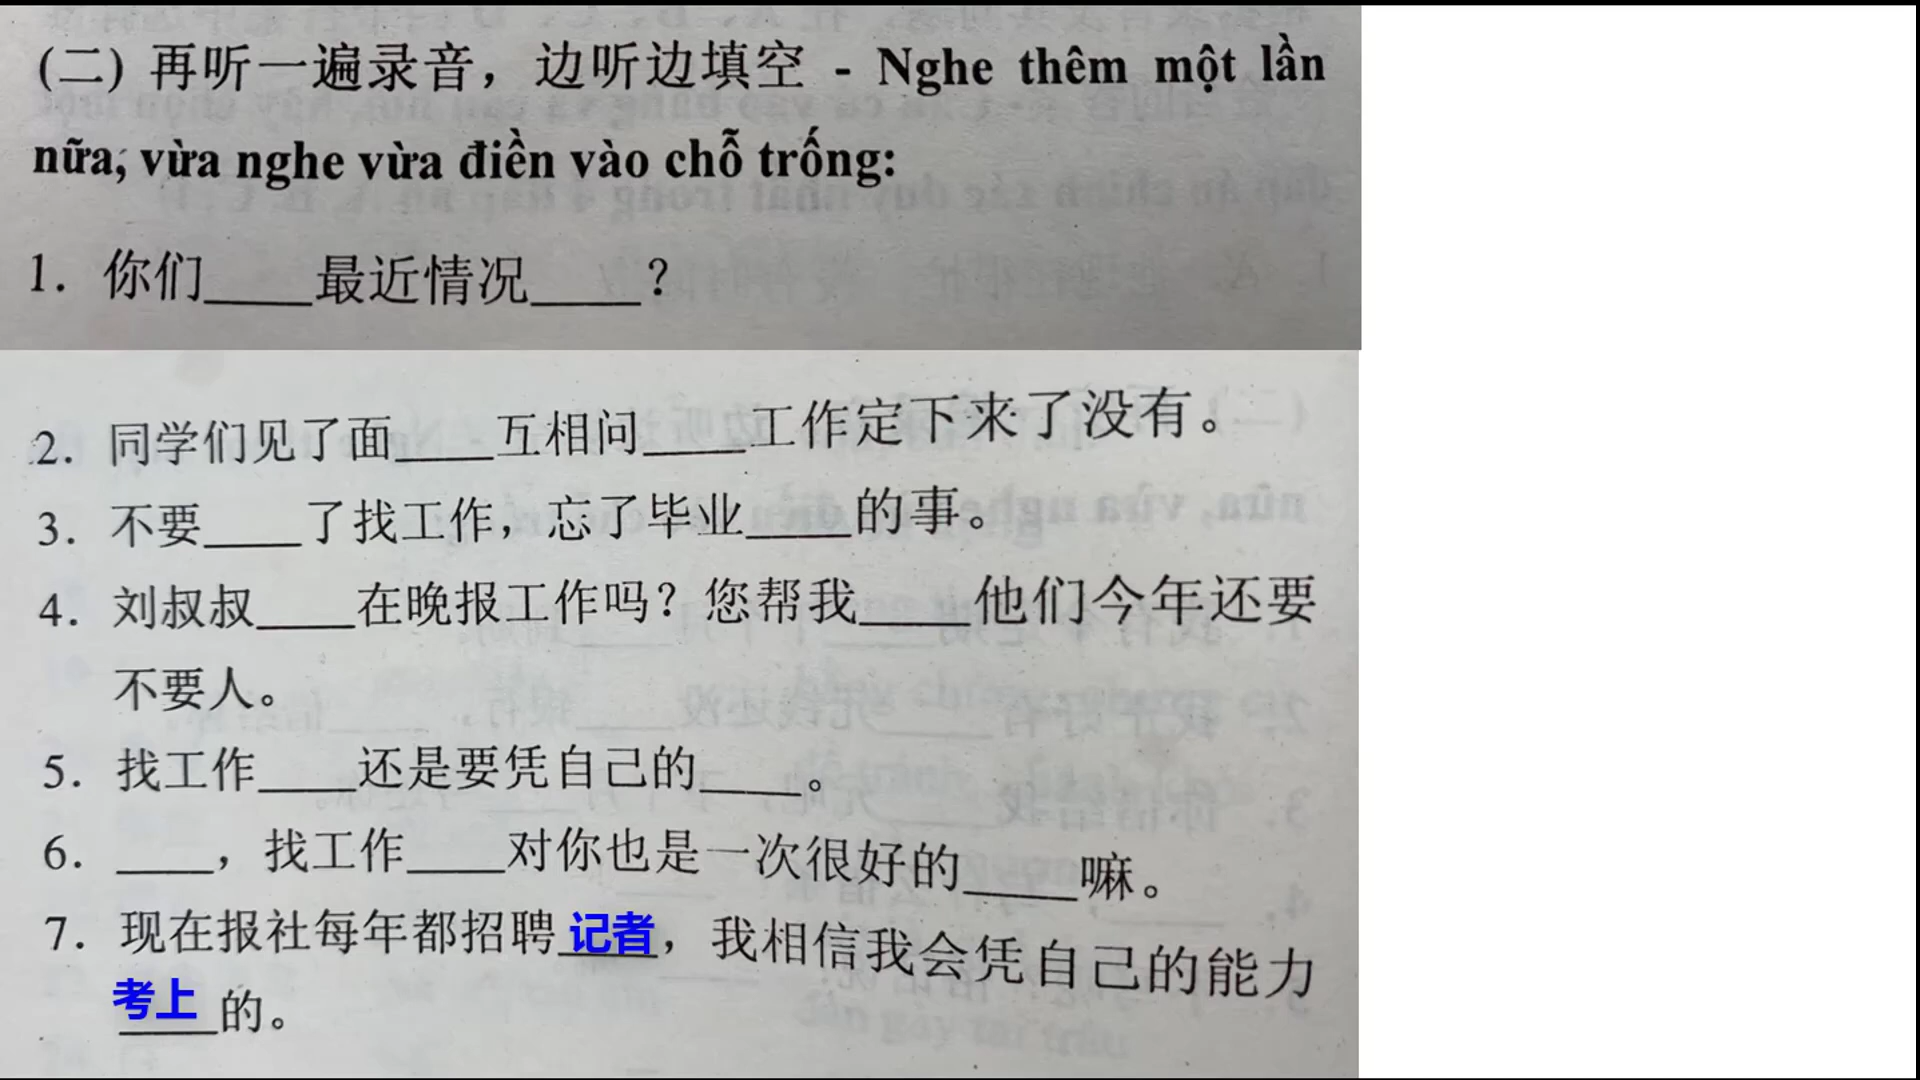 (二) 再听一遍录音，边听边填空 - Nghe thêm một lần
nữa, vừa nghe vừa điền vào chỗ trống:
1. 你们____最近情况____？
2. 同学们见了面____互相问____工作定下来了没有。
3. 不要____了找工作，忘了毕业____的事。
4. 刘叔叔____在晚报工作吗？您帮我____他们今年还要
不要人。
5. 找工作____还是要凭自己的____。
6. ____，找工作____对你也是一次很好的____嘛。
7. 现在报社每年都招聘记者，我相信我会凭自己的能力
考上的。